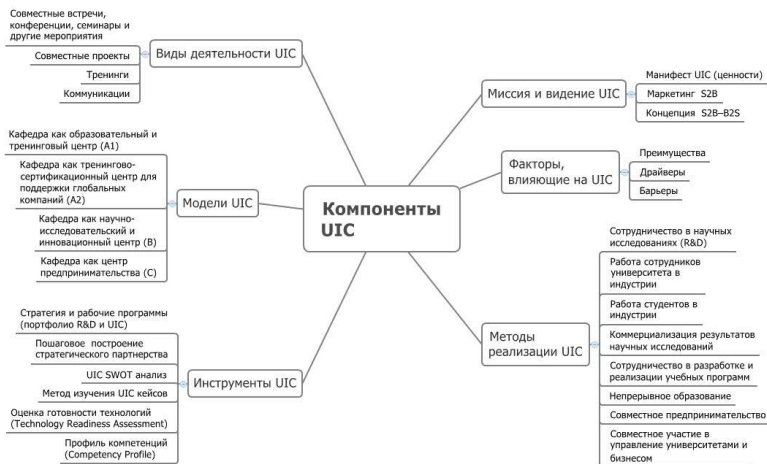 Совместные встречи,
конференции, семинары и
другие мероприятия
Совместные проекты
Тренинги
Коммуникации
Виды деятельности UIC
Кафедра как образовательный и
тренинговый центр (A1)
Кафедра как тренингово-
сертификационный центр для
поддержки глобальных
компаний (A2)
Кафедра как научно-
исследовательский и
инновационный центр (B)
Кафедра как центр
предпринимательства (C)
Модели UIC
Стратегия и рабочие программы
(портфолио R&D и UIC)
Пошаговое построение
стратегического партнерства
UIC SWOT анализ
Метод изучения UIC кейсов
Оценка готовности технологий
(Technology Readiness Assessment)
Профиль компетенций
(Competency Profile)
Инструменты UIC
Компоненты
UIC
Миссия и видение UIC
Манифест UIC (ценности)
Маркетинг S2B
Концепция S2B–B2S
Факторы,
влияющие на UIC
Преимущества
Драйверы
Барьеры
Методы
реализации UIC
Сотрудничество в научных
исследованиях (R&D)
Работа сотрудников
университета в
индустрии
Работа студентов в
индустрии
Коммерциализация результатов
научных исследований
Сотрудничество в разработке и
реализации учебных программ
Непрерывное образование
Совместное предпринимательство
Совместное участие в
управление университетами и
бизнесом